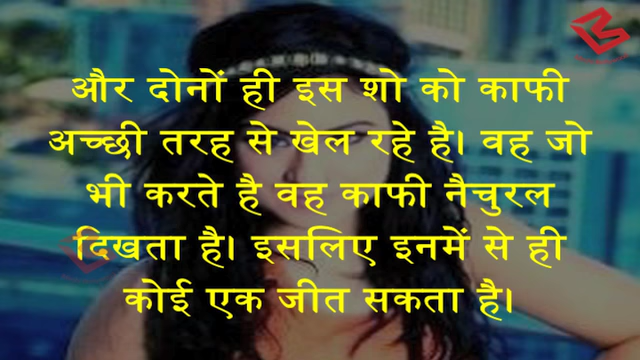 और दोनों ही इस शो को काफी
अच्छी तरह से खेल रहे है। वह जो
भी करते है वह काफी नैचुरल
दिखता है। इसलिए इनमें से ही
कोई एक जीत सकता है।